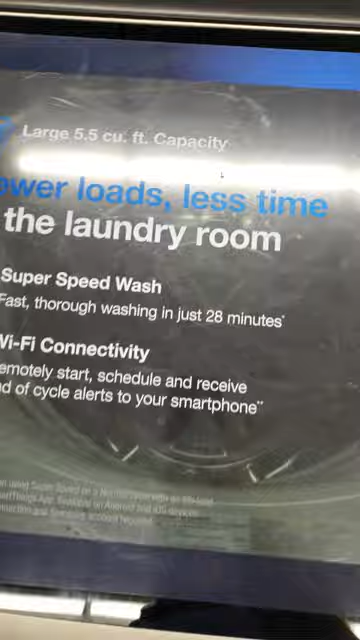 Large 5.5 cu. ft. Capacity
ewer loads, less time
the laundry room
Super Speed Wash
Fast, thorough washing in just 28 minutes*
Wi-Fi Connectivity
emotely start, schedule and receive
nd of cycle alerts to your smartphone**